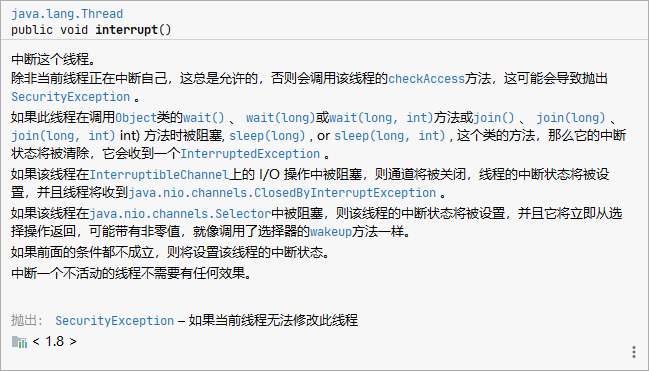 java.lang.Thread
public void interrupt()
中断这个线程。
除非当前线程正在中断自己，这总是允许的，否则会调用该线程的checkAccess方法，这可能会导致抛出
SecurityException 。
如果此线程在调用Object类的wait() 、 wait(long)或wait(long, int)方法或join() 、 join(long) 、
join(long, int) int) 方法时被阻塞, sleep(long) , or sleep(long, int) , 这个类的方法，那么它的中断
状态将被清除，它会收到一个InterruptedException 。
如果该线程在InterruptibleChannel上的 I/O 操作中被阻塞，则通道将被关闭，线程的中断状态将被设
置，并且线程将收到java.nio.channels.ClosedByInterruptException 。
如果该线程在java.nio.channels.Selector中被阻塞，则该线程的中断状态将被设置，并且它将立即从选
择操作返回，可能带有非零值，就像调用了选择器的wakeup方法一样。
如果前面的条件都不成立，则将设置该线程的中断状态。
中断一个不活动的线程不需要有任何效果。
抛出： SecurityException – 如果当前线程无法修改此线程
< 1.8 >